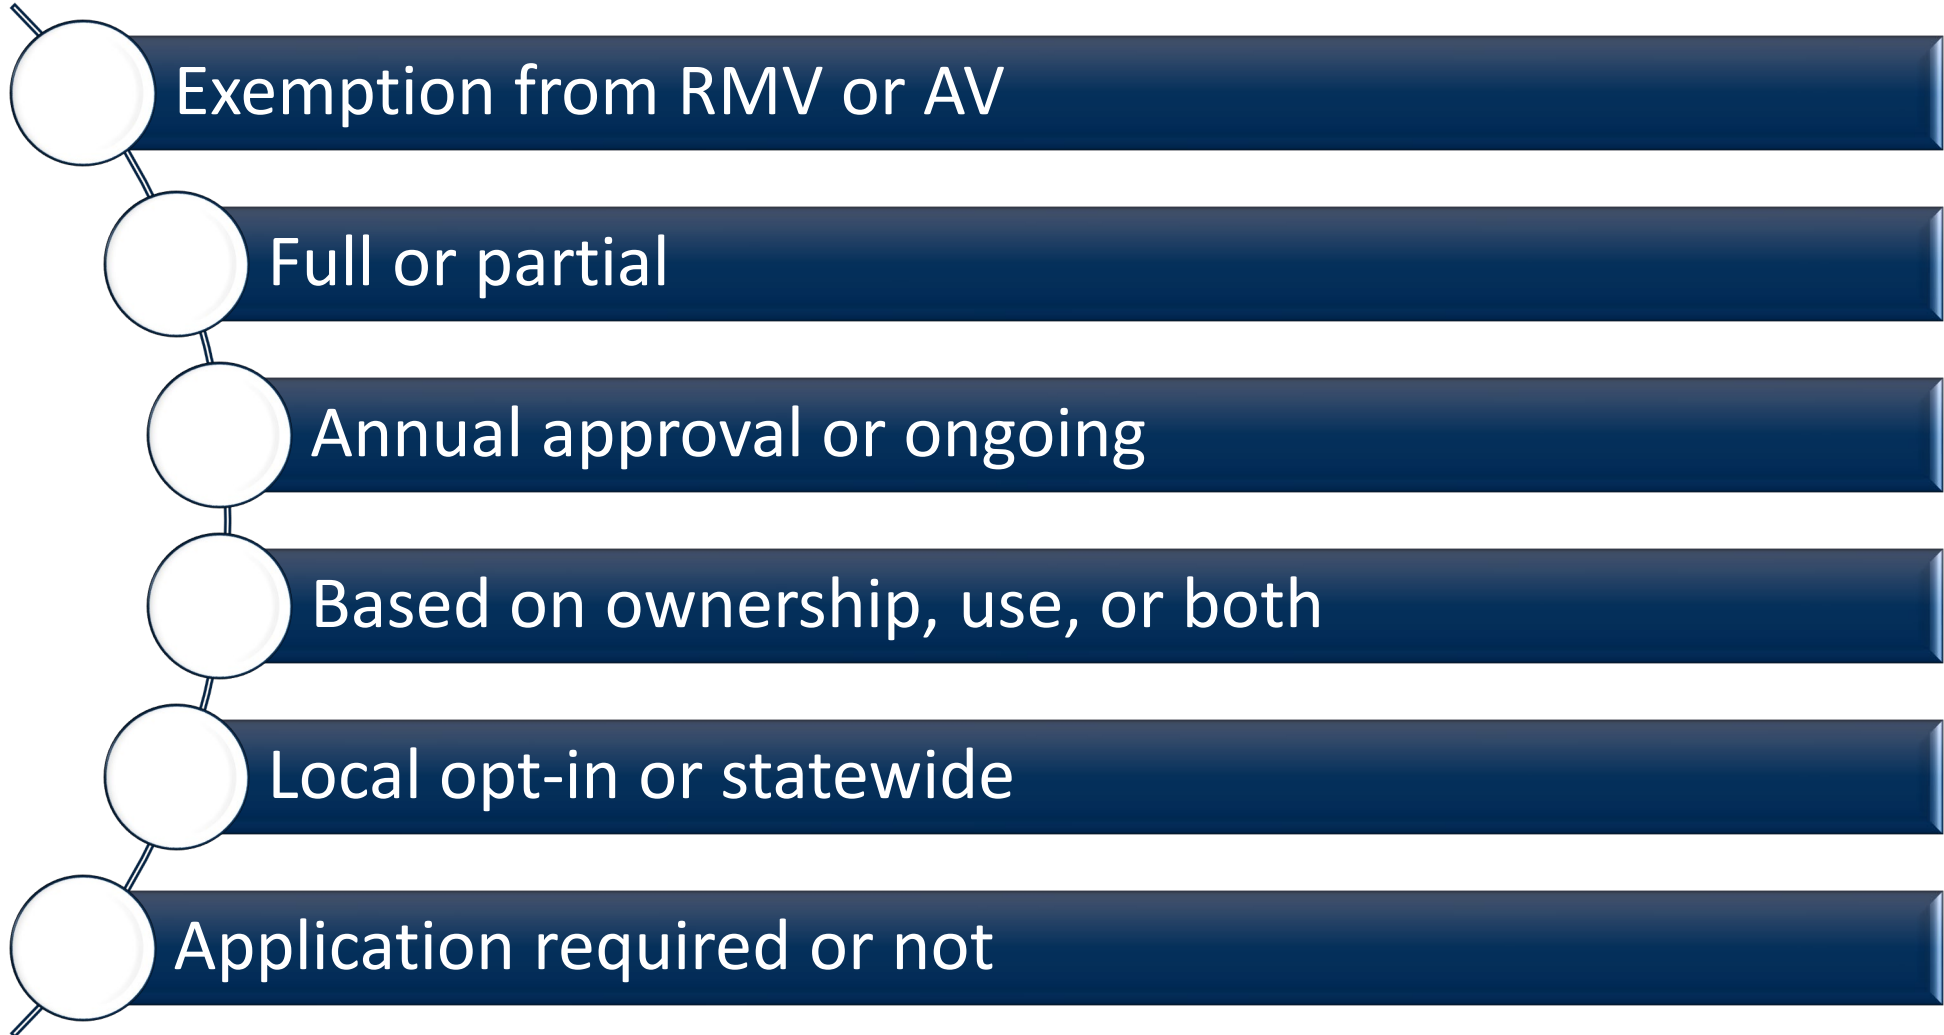 Exemption from RMV or AV
Full or partial
Annual approval or ongoing
Based on ownership, use, or both
Local opt-in or statewide
Application required or not